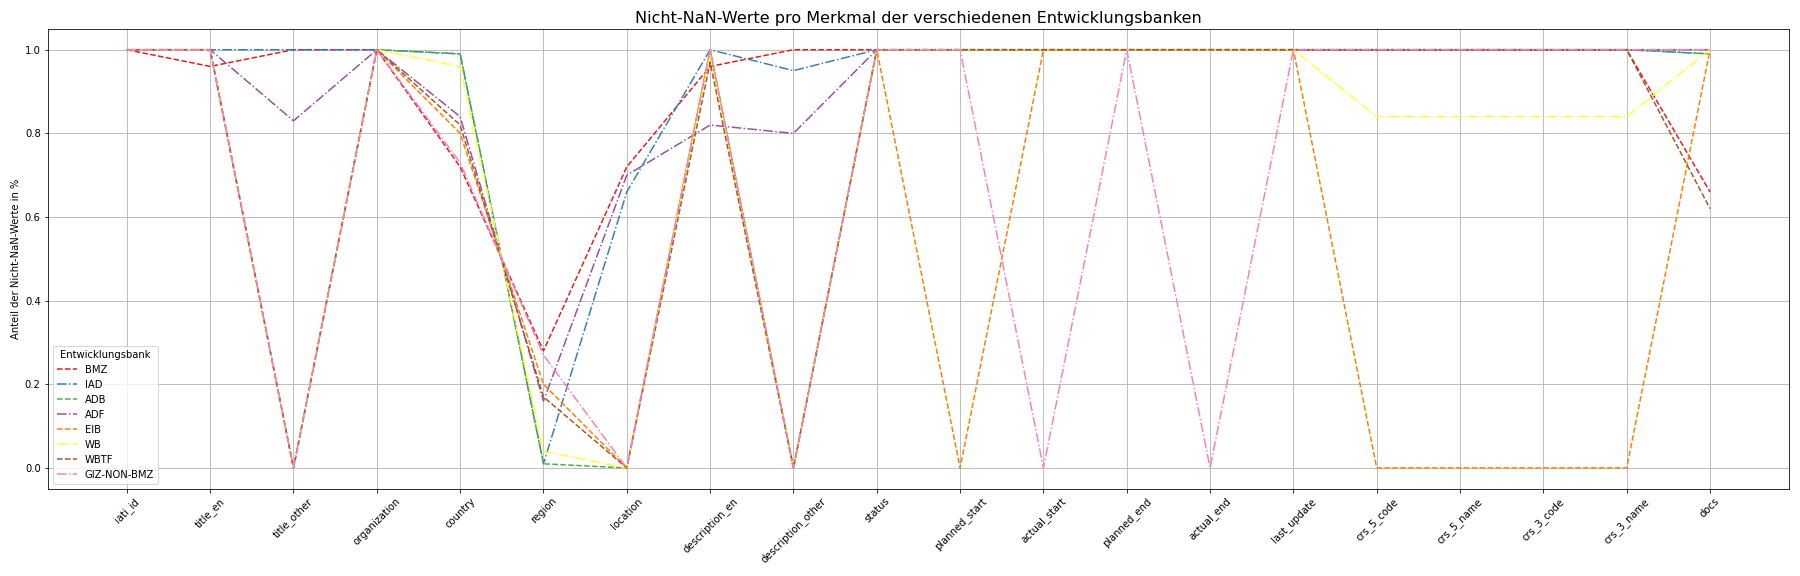 Nicht-NaN-Werte pro Merkmal der verschiedenen Entwicklungsbanken
Anteil der Nicht-NaN-Werte in %
1.0
0.8
0.6
0.4
0.2
0.0
Entwicklungsbank
BMZ
IAD
ADB
ADF
EIB
WB
WBTF
GIZ-NON-BMZ
iati_id
title_en
title_other
organization
country
region
location
description_en
description_other
status
planned_start
actual_start
planned_end
actual_end
last_update
crs_5_code
crs_5_name
crs_3_code
crs_3_name
docs